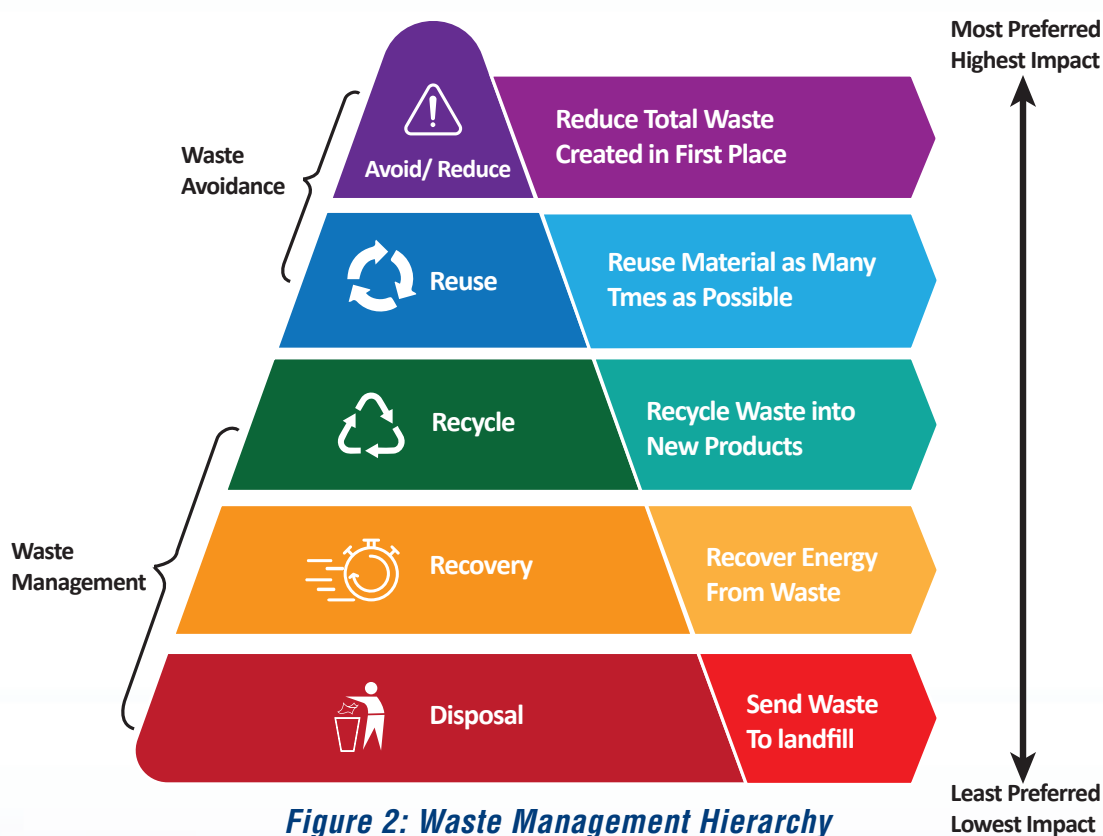 Most Preferred
Highest Impact
Waste
Avoidance
Avoid/ Reduce
Reduce Total Waste
Created in First Place
Reuse
Reuse Material as Many
Tmes as Possible
Recycle
Recycle Waste into
New Products
Waste
Management
Recovery
Recover Energy
From Waste
Disposal
Send Waste
To landfill
Least Preferred
Lowest Impact
Figure 2: Waste Management Hierarchy